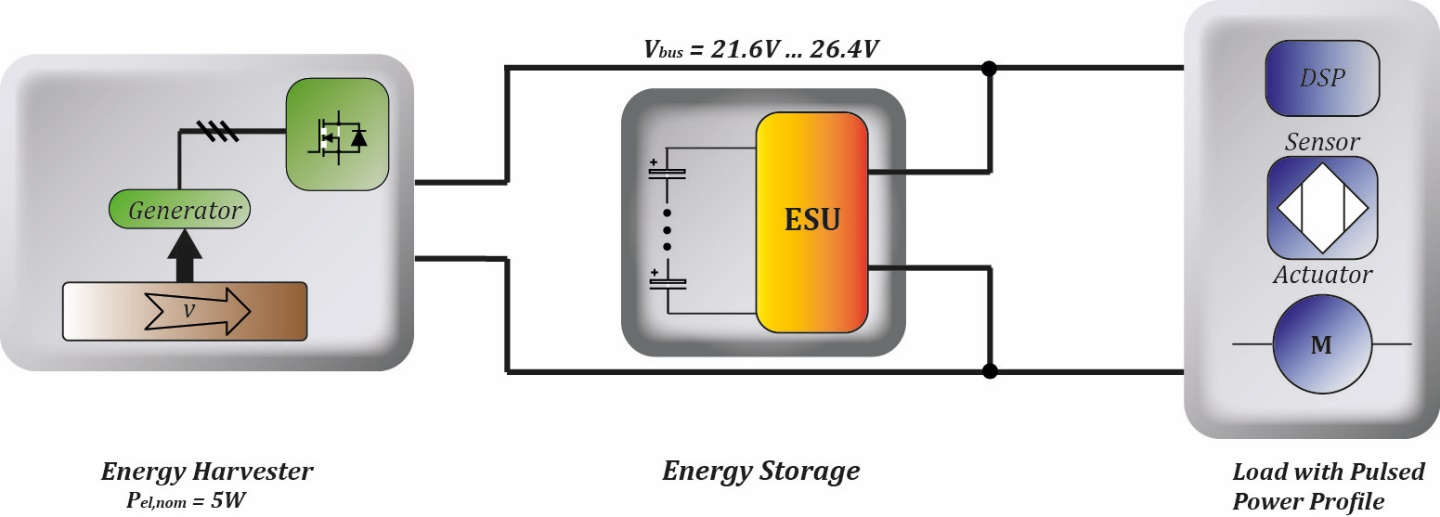 Vbus = 21.6V ... 26.4V
DSP
Sensor
Generator
+
ESU
v
+
Actuator
M
Energy Harvester
Pel,nom = 5W
Energy Storage
Load with Pulsed
Power Profile